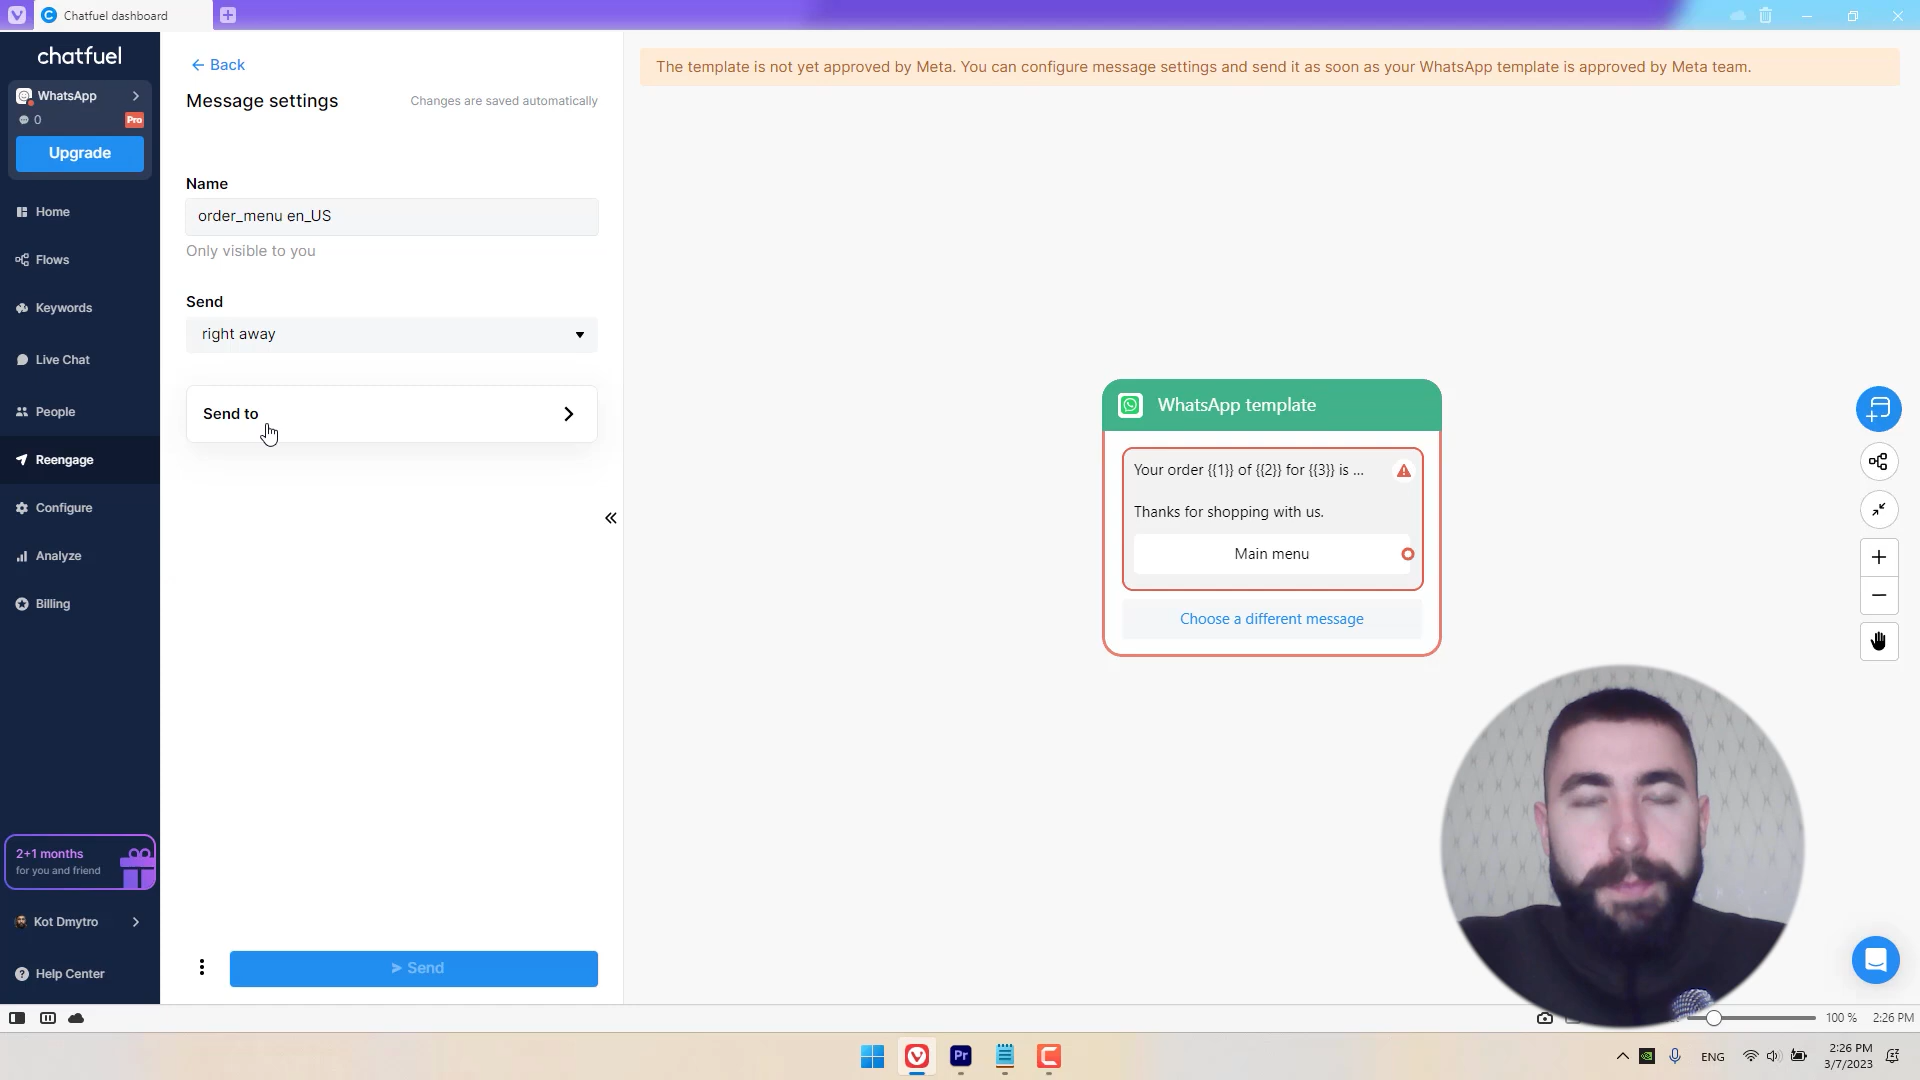 Chatfuel dashboard
chatfuel
WhatsApp
0
Pro
Upgrade
Home
Flows
Keywords
Live Chat
People
Reengage
Configure
Analyze
Billing
2+1 months
for you and friend
Kot Dmytro
Help Center
← Back
Message settings
Changes are saved automatically
Name
order_menu en_US
Only visible to you
Send
right away
Send to
Send
The template is not yet approved by Meta. You can configure message settings and send it as soon as your WhatsApp template is approved by Meta team.
WhatsApp template
Your order {{1}} of {{2}} for {{3}} is ...
Thanks for shopping with us.
Main menu
Choose a different message
100 %
2:26 PM
Pr
ENG
2:26 PM
3/7/2023